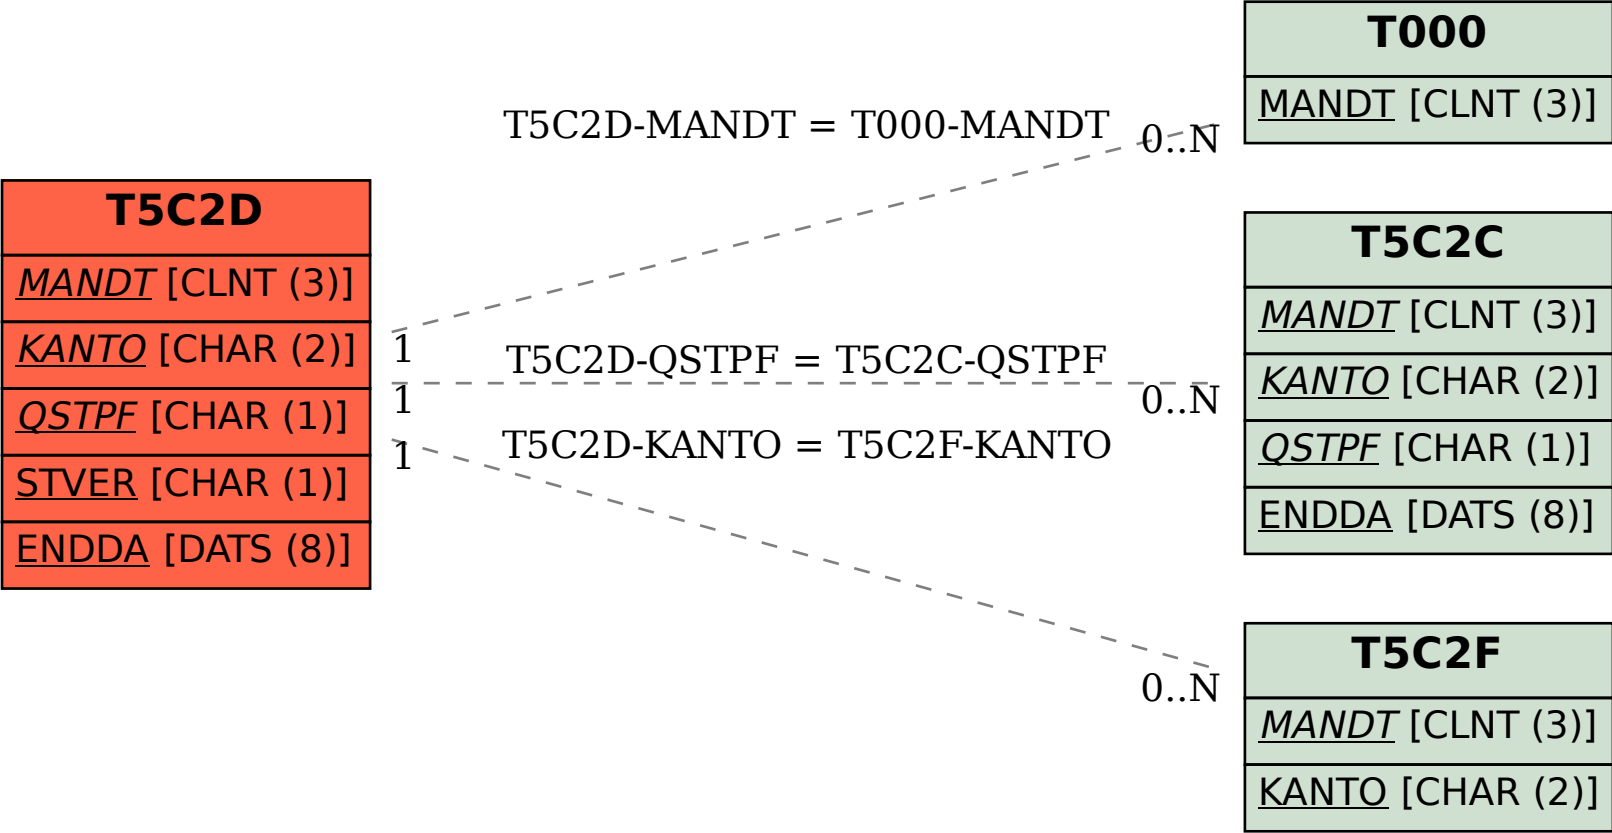 T5C2D
MANDT [CLNT (3)]
KANTO [CHAR (2)]
QSTPF [CHAR (1)]
STVER [CHAR (1)]
ENDDA [DATS (8)]
T5C2D-MANDT = T000-MANDT
0..N
1
T5C2D-QSTPF = T5C2C-QSTPF
1
0..N
T5C2D-KANTO = T5C2F-KANTO
1
0..N
T000
MANDT [CLNT (3)]
T5C2C
MANDT [CLNT (3)]
KANTO [CHAR (2)]
QSTPF [CHAR (1)]
ENDDA [DATS (8)]
T5C2F
MANDT [CLNT (3)]
KANTO [CHAR (2)]